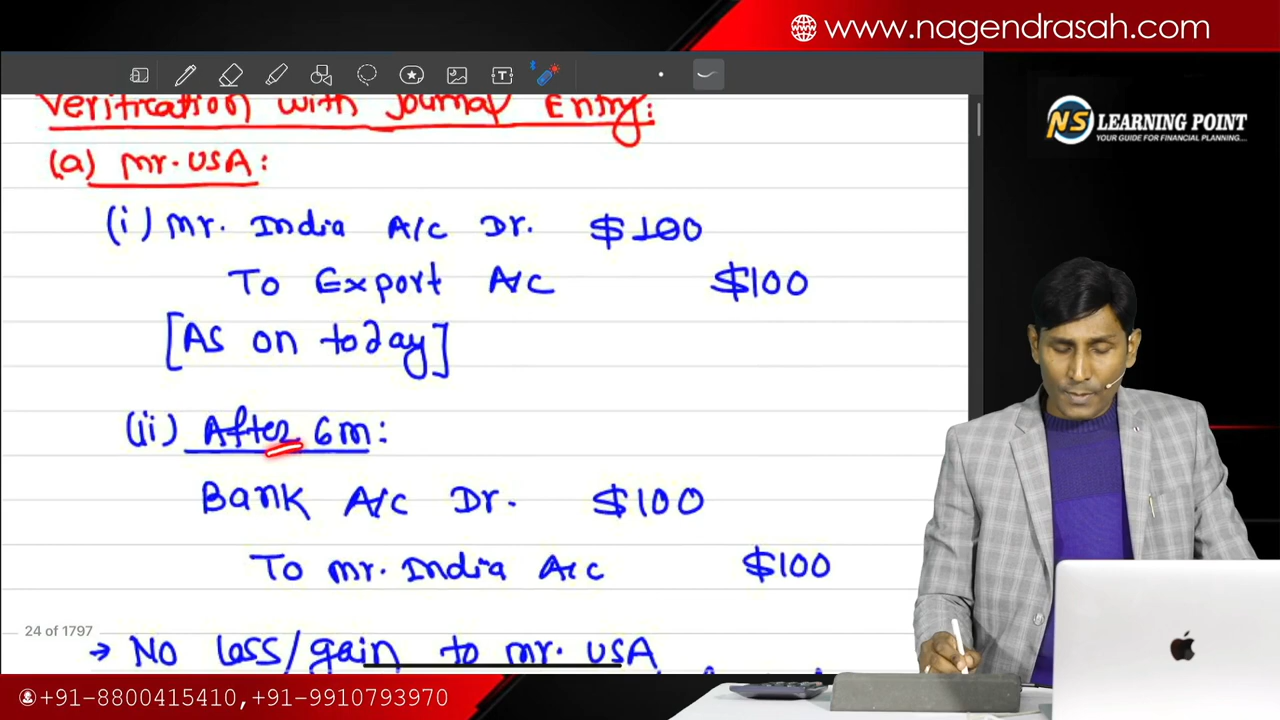 www.nagendrasah.com
Verification with Journal Entry:
(a) Mr. USA:
(i) Mr. India A/c Dr. $100
To Export A/c $100
[As on today]
(ii) After 6m:
Bank A/c Dr. $100
To Mr. India A/c $100
24 of 1797
→ No loss/gain to Mr. USA
NS LEARNING POINT
YOUR GUIDE FOR FINANCIAL PLANNING....
+91-8800415410, +91-9910793970